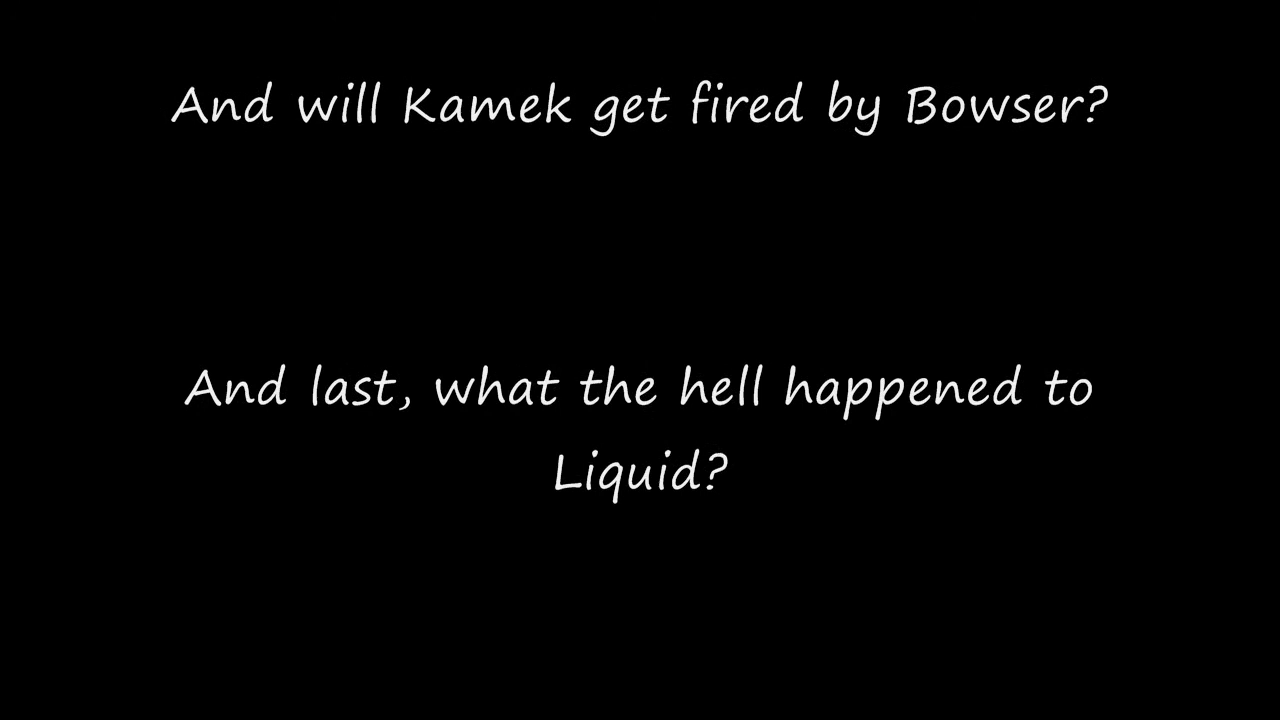 And will Kamek get fired by Bowser?
And last, what the hell happened to
Liquid?